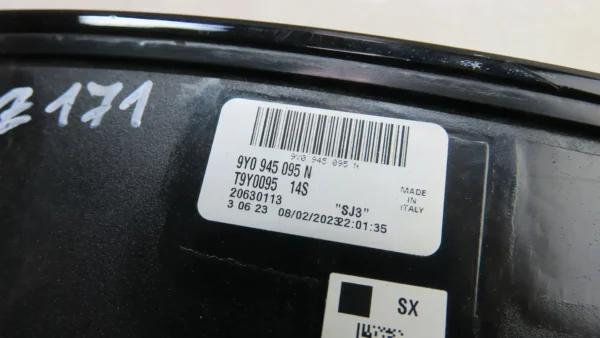 z 171
9Y0 945 095 N
9Y0 945 095 N
T9Y0095 14S
20630113 "SJ3"
3 06 23 08/02/2023 22:01:35
MADE
IN
ITALY
SX